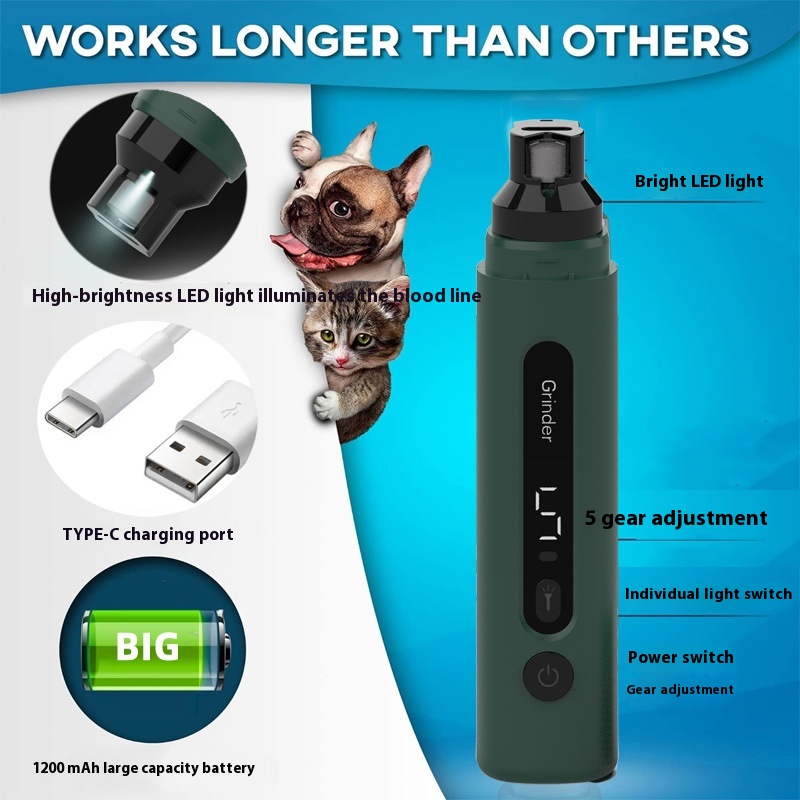 WORKS LONGER THAN OTHERS
Bright LED light
High-brightness LED light illuminates the blood line
Grinder
5
5 gear adjustment
TYPE-C charging port
Individual light switch
BIG
Power switch
Gear adjustment
1200 mAh large capacity battery